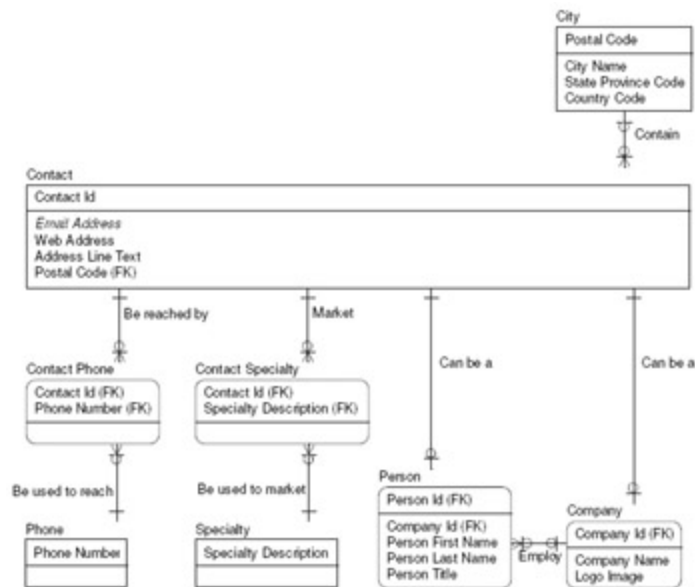 City
Postal Code
City Name
State Province Code
Country Code
Contain
Contact
Contact Id
Email Address
Web Address
Address Line Text
Postal Code (FK)
Be reached by
Market
Can be a
Can be a
Contact Phone
Contact Id (FK)
Phone Number (FK)
Contact Specialty
Contact Id (FK)
Specialty Description (FK)
Be used to reach
Be used to market
Phone
Phone Number
Specialty
Specialty Description
Person
Person Id (FK)
Company Id (FK)
Person First Name
Person Last Name
Person Title
Employ
Company
Company Id (FK)
Company Name
Logo Image